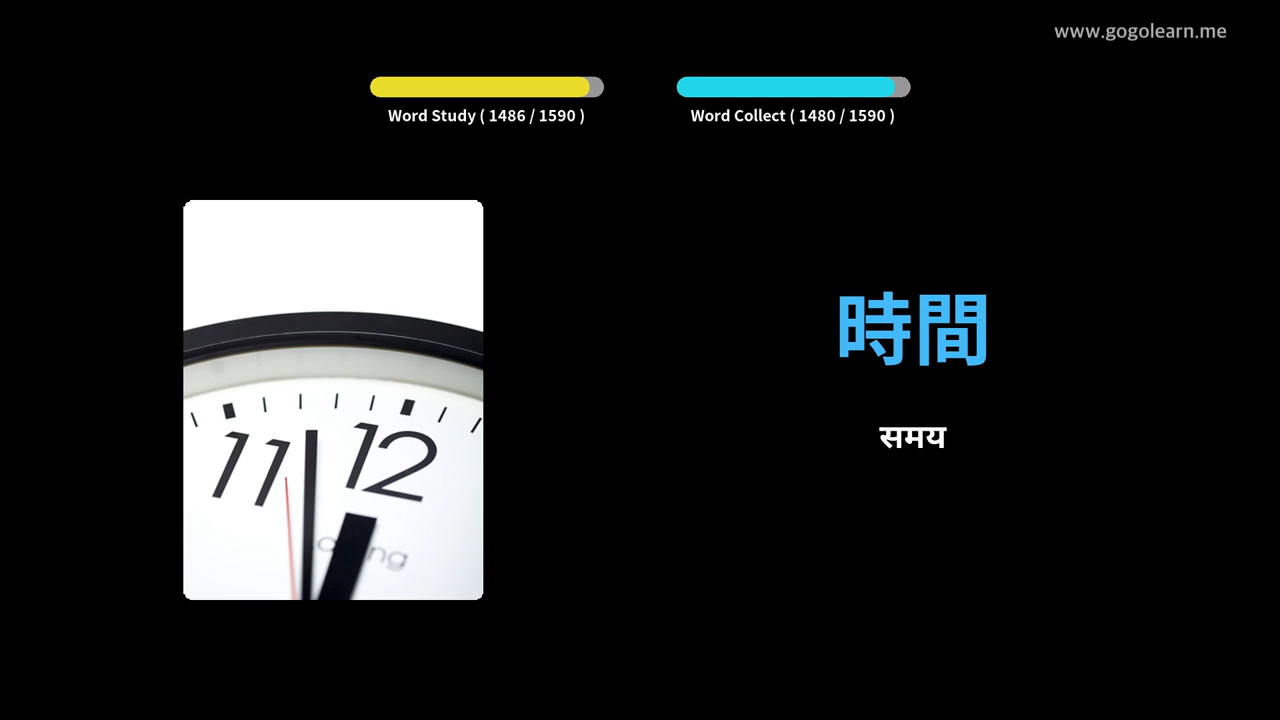 www.gogolearn.me
Word Study ( 1486 / 1590 )
Word Collect ( 1480 / 1590 )
11
12
時間
समय